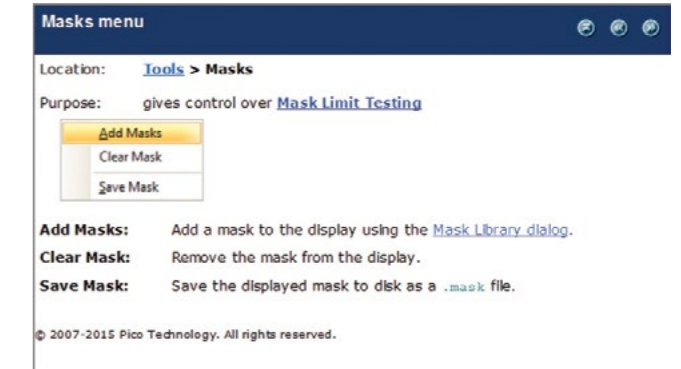 Masks menu
Location: Tools > Masks
Purpose: gives control over Mask Limit Testing
Add Masks
Clear Mask
Save Mask
Add Masks: Add a mask to the display using the Mask Library dialog.
Clear Mask: Remove the mask from the display.
Save Mask: Save the displayed mask to disk as a .mask file.
© 2007-2015 Pico Technology. All rights reserved.